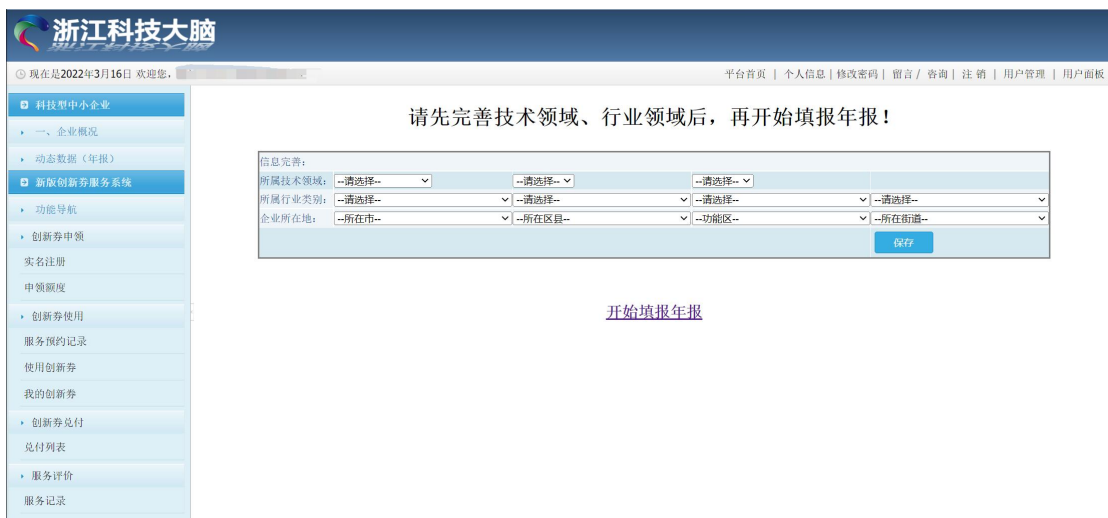 浙江科技大脑
现在是2022年3月16日 欢迎您，
平台首页 | 个人信息 | 修改密码 | 留言 / 咨询 | 注 销 | 用户管理 | 用户面板
科技型中小企业
一、企业概况
动态数据（年报）
新版创新券服务系统
功能导航
创新券申领
实名注册
申领额度
创新券使用
服务预约记录
使用创新券
我的创新券
创新券兑付
兑付列表
服务评价
服务记录
请先完善技术领域、行业领域后，再开始填报年报！
信息完善：
所属技术领域： --请选择-- --请选择-- --请选择--
所属行业类别： --请选择-- --请选择-- --请选择-- --请选择--
企业所在地： --所在市-- --所在区县-- --功能区-- --所在街道--
保存
开始填报年报